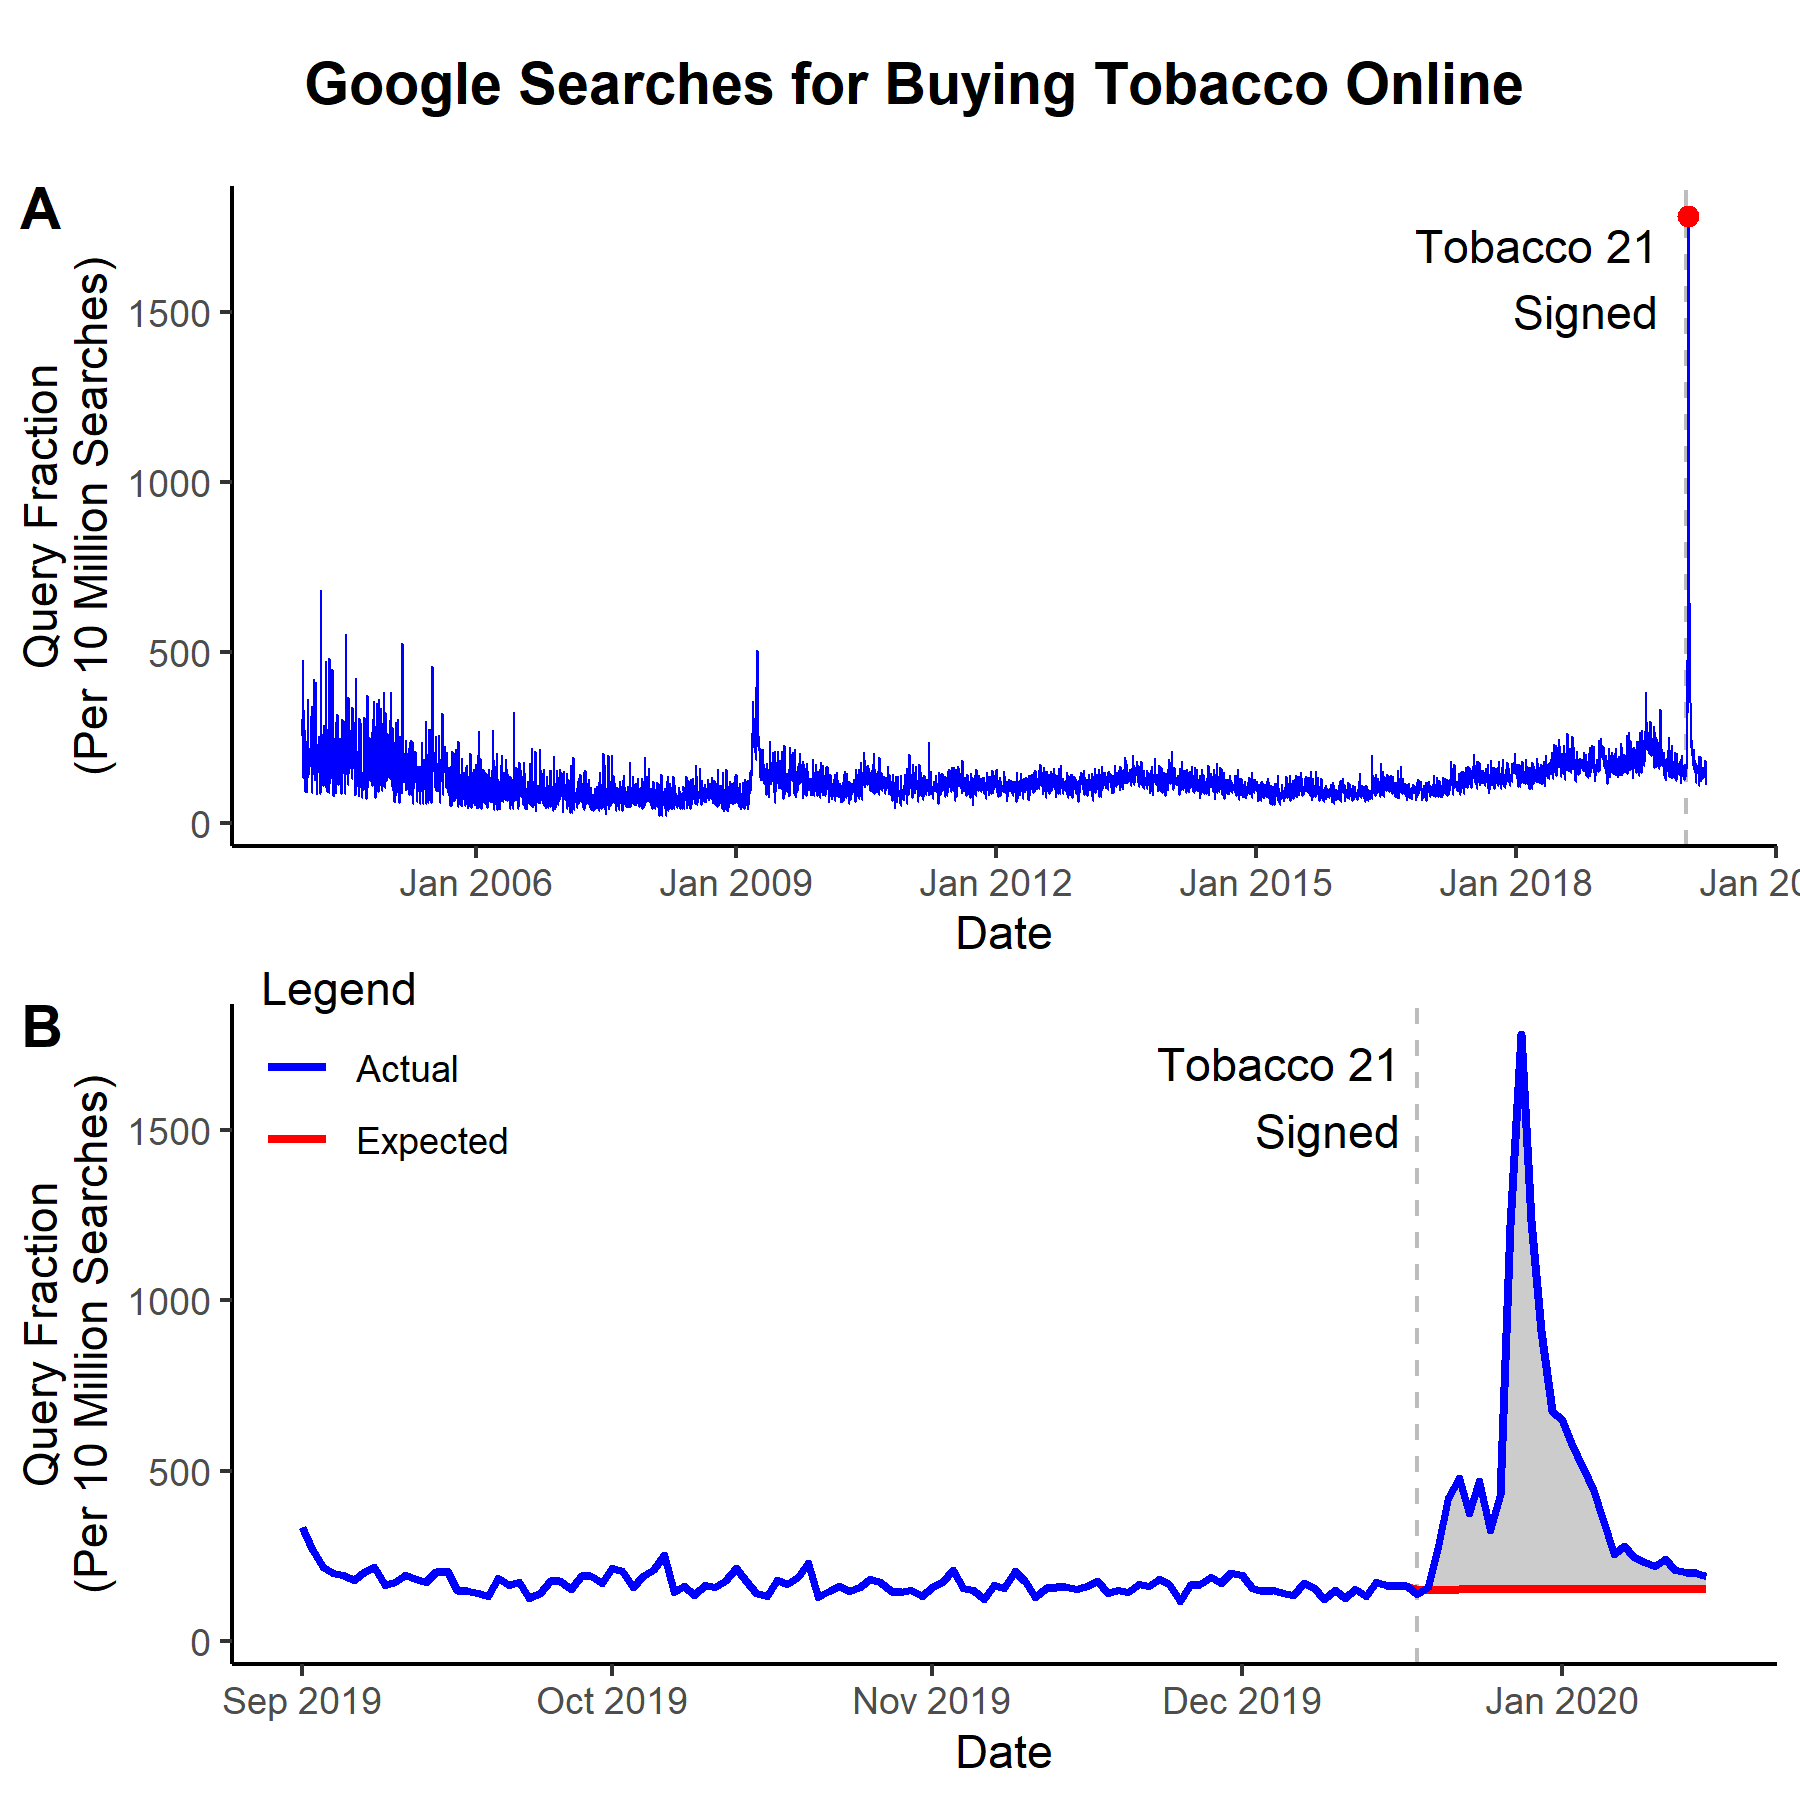 Google Searches for Buying Tobacco Online
A
Query Fraction
(Per 10 Million Searches)
1500
1000
500
0
Tobacco 21
Signed
Jan 2006
Jan 2009
Jan 2012
Jan 2015
Jan 2018
Jan 20
Date
B
Legend
Actual
Expected
Query Fraction
(Per 10 Million Searches)
1500
1000
500
0
Tobacco 21
Signed
Sep 2019
Oct 2019
Nov 2019
Dec 2019
Jan 2020
Date